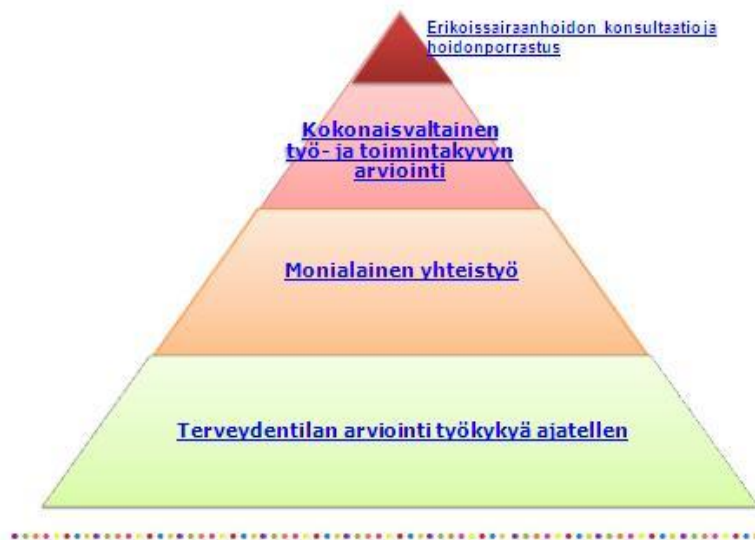 Erikoissairaanhoidon konsultaatio ja
hoidonporrastus
Kokonaisvaltainen
työ- ja toimintakyvyn
arviointi
Monialainen yhteistyö
Terveydentilan arviointi työkykyä ajatellen